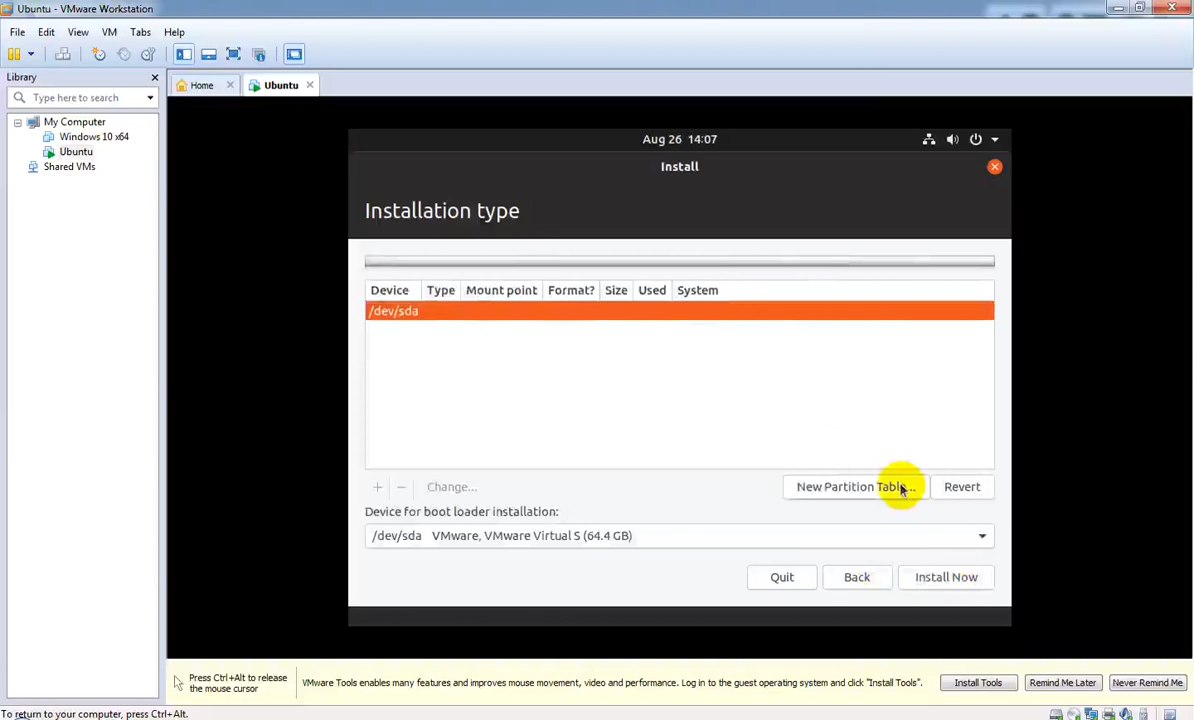 Ubuntu - VMware Workstation
File Edit View VM Tabs Help
Library
Type here to search
My Computer
Windows 10 x64
Ubuntu
Shared VMs
Home
Ubuntu
Aug 26 14:07
Install
Installation type
Device Type Mount point Format? Size Used System
/dev/sda
+ − Change...
New Partition Table... Revert
Device for boot loader installation:
/dev/sda VMware, VMware Virtual S (64.4 GB)
Quit Back Install Now
Press Ctrl+Alt to release
the mouse cursor
VMware Tools enables many features and improves mouse movement, video and performance. Log in to the guest operating system and click "Install Tools".
Install Tools Remind Me Later Never Remind Me
To return to your computer, press Ctrl+Alt.